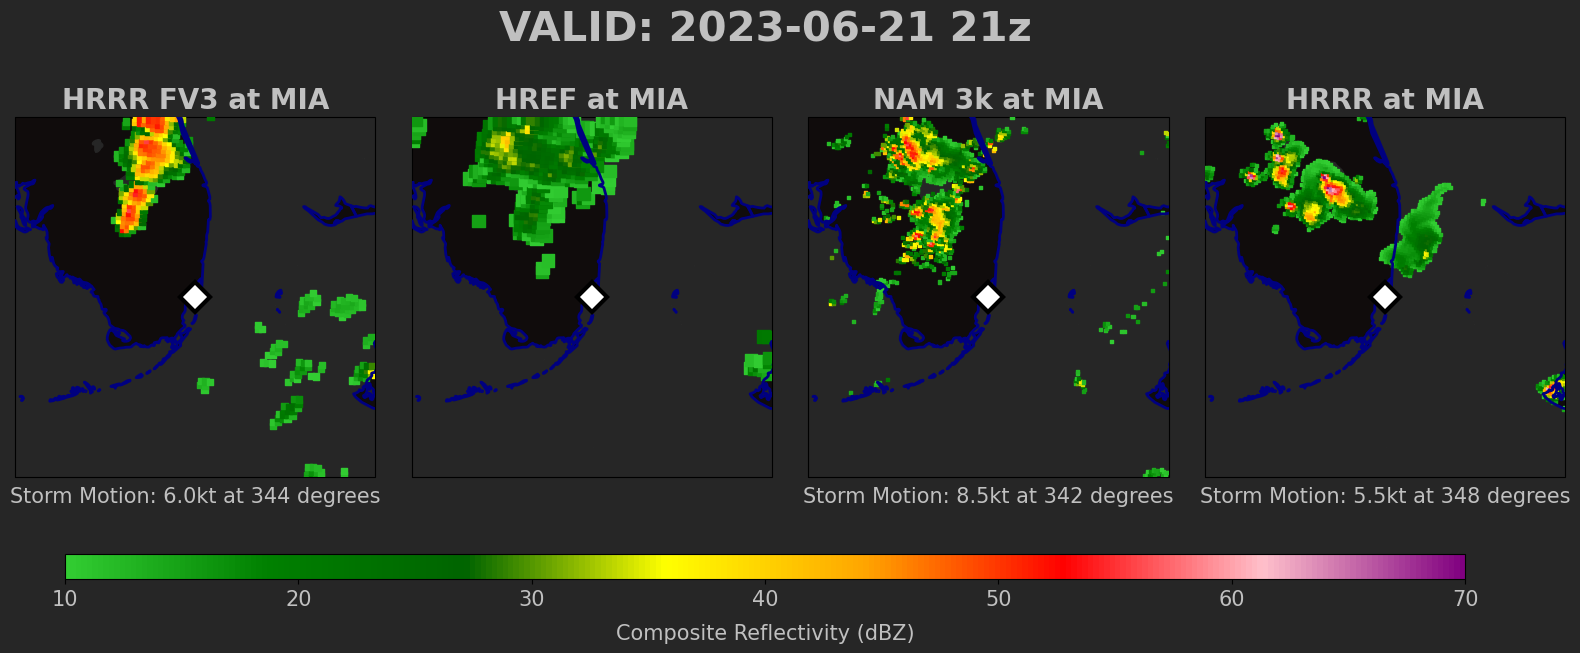 VALID: 2023-06-21 21z
HRRR FV3 at MIA
HREF at MIA
NAM 3k at MIA
HRRR at MIA
Storm Motion: 6.0kt at 344 degrees
Storm Motion: 8.5kt at 342 degrees
Storm Motion: 5.5kt at 348 degrees
10 20 30 40 50 60 70
Composite Reflectivity (dBZ)